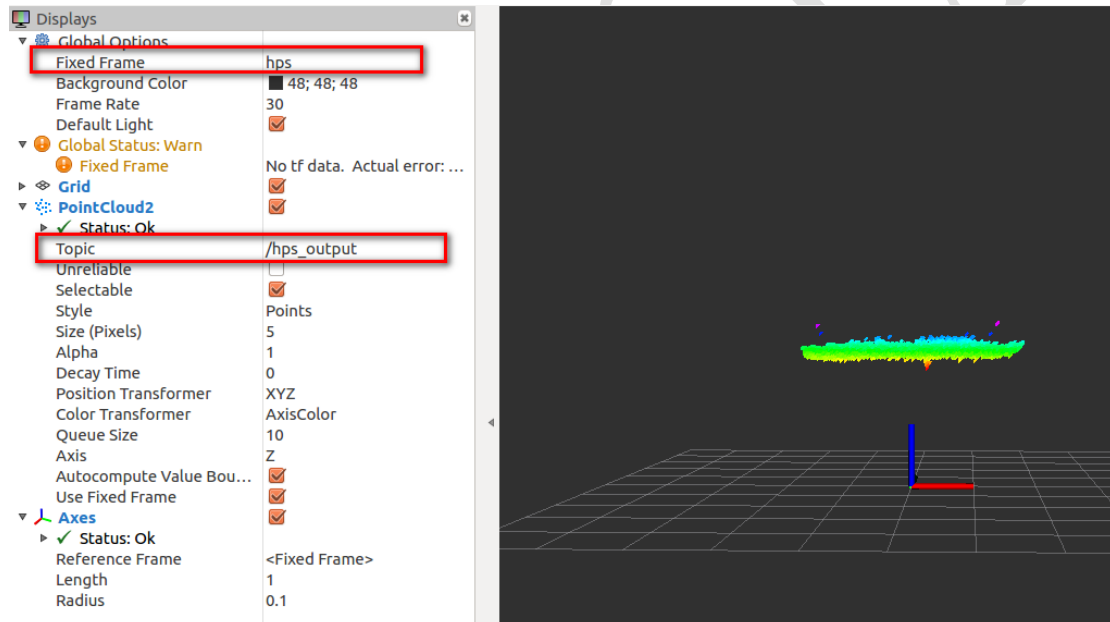 Displays
Global Options
Fixed Frame hps
Background Color 48; 48; 48
Frame Rate 30
Default Light
Global Status: Warn
Fixed Frame No tf data. Actual error: ...
Grid
PointCloud2
Status: Ok
Topic /hps_output
Unreliable
Selectable
Style Points
Size (Pixels) 5
Alpha 1
Decay Time 0
Position Transformer XYZ
Color Transformer AxisColor
Queue Size 10
Axis Z
Autocompute Value Bou...
Use Fixed Frame
Axes
Status: Ok
Reference Frame <Fixed Frame>
Length 1
Radius 0.1